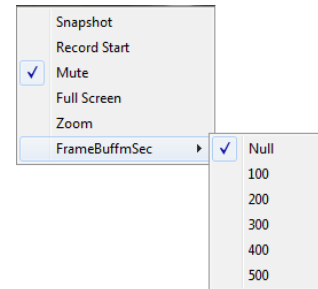 Snapshot
Record Start
Mute
Full Screen
Zoom
FrameBuffmSec
Null
100
200
300
400
500